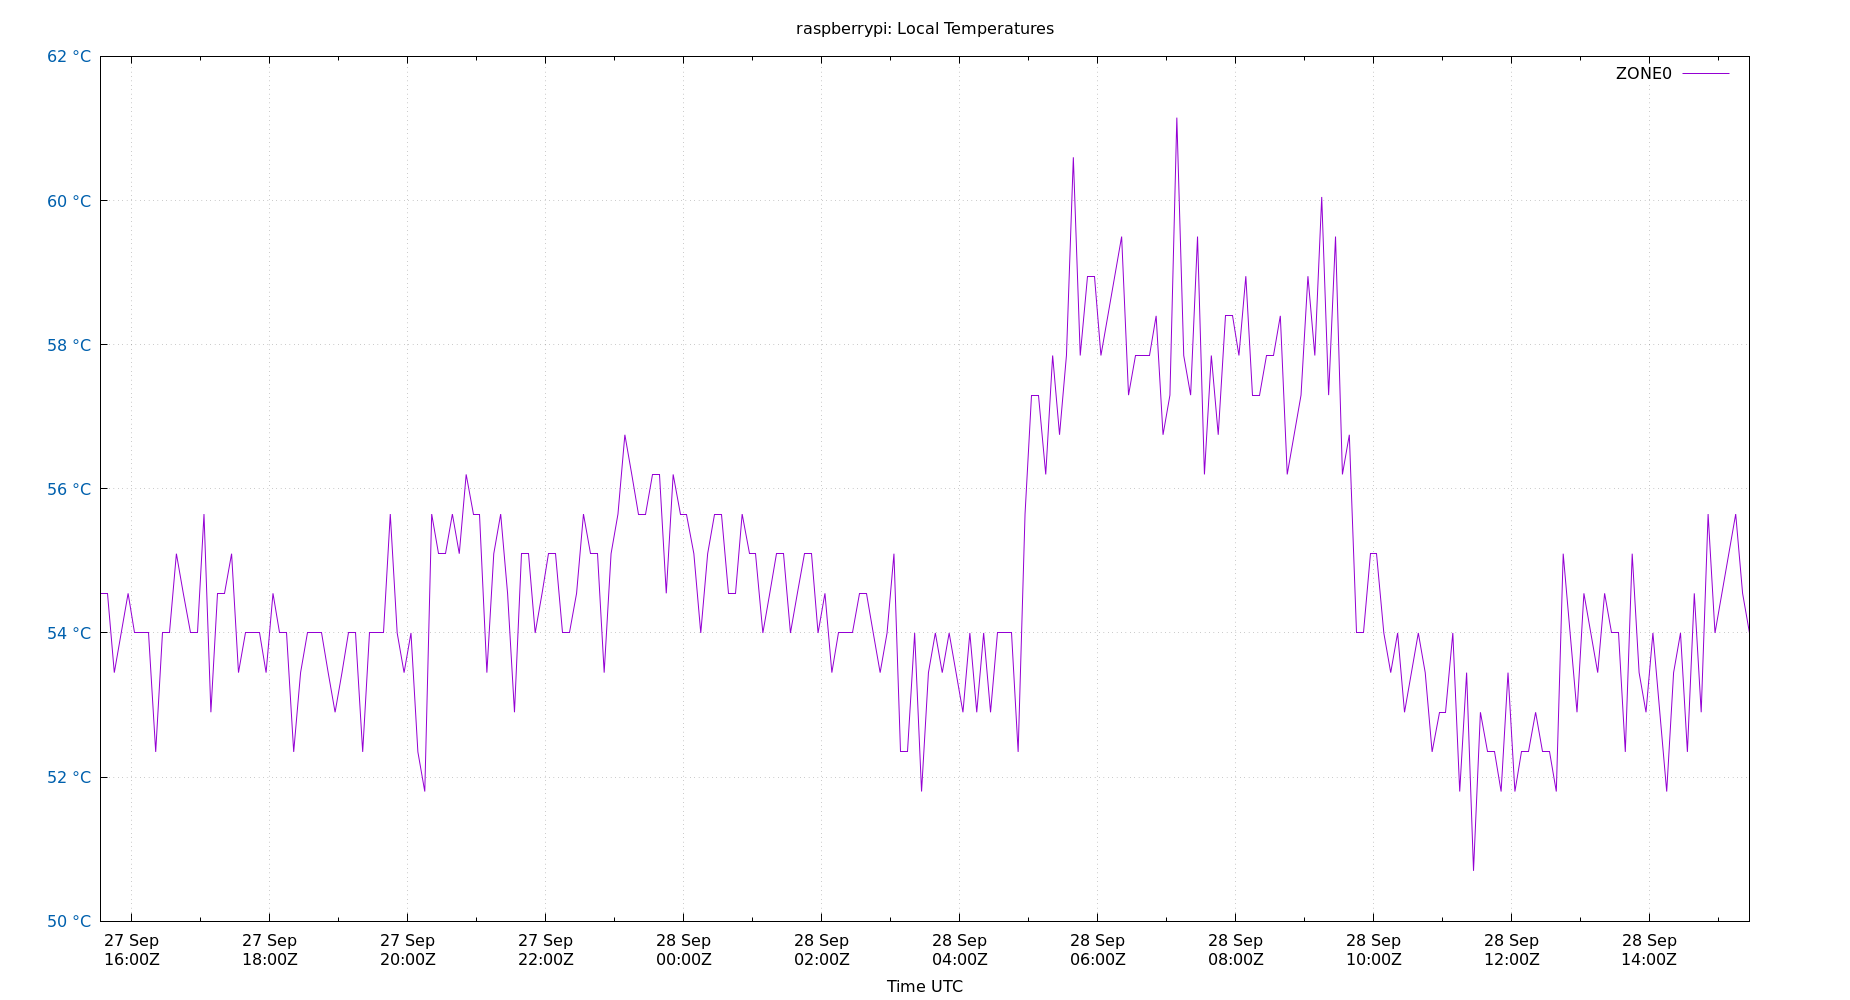 raspberrypi: Local Temperatures
62 °C
ZONE0
60 °C
58 °C
56 °C
54 °C
52 °C
50 °C
27 Sep 27 Sep 27 Sep 27 Sep 28 Sep 28 Sep 28 Sep 28 Sep 28 Sep 28 Sep 28 Sep 28 Sep
16:00Z 18:00Z 20:00Z 22:00Z 00:00Z 02:00Z 04:00Z 06:00Z 08:00Z 10:00Z 12:00Z 14:00Z
Time UTC